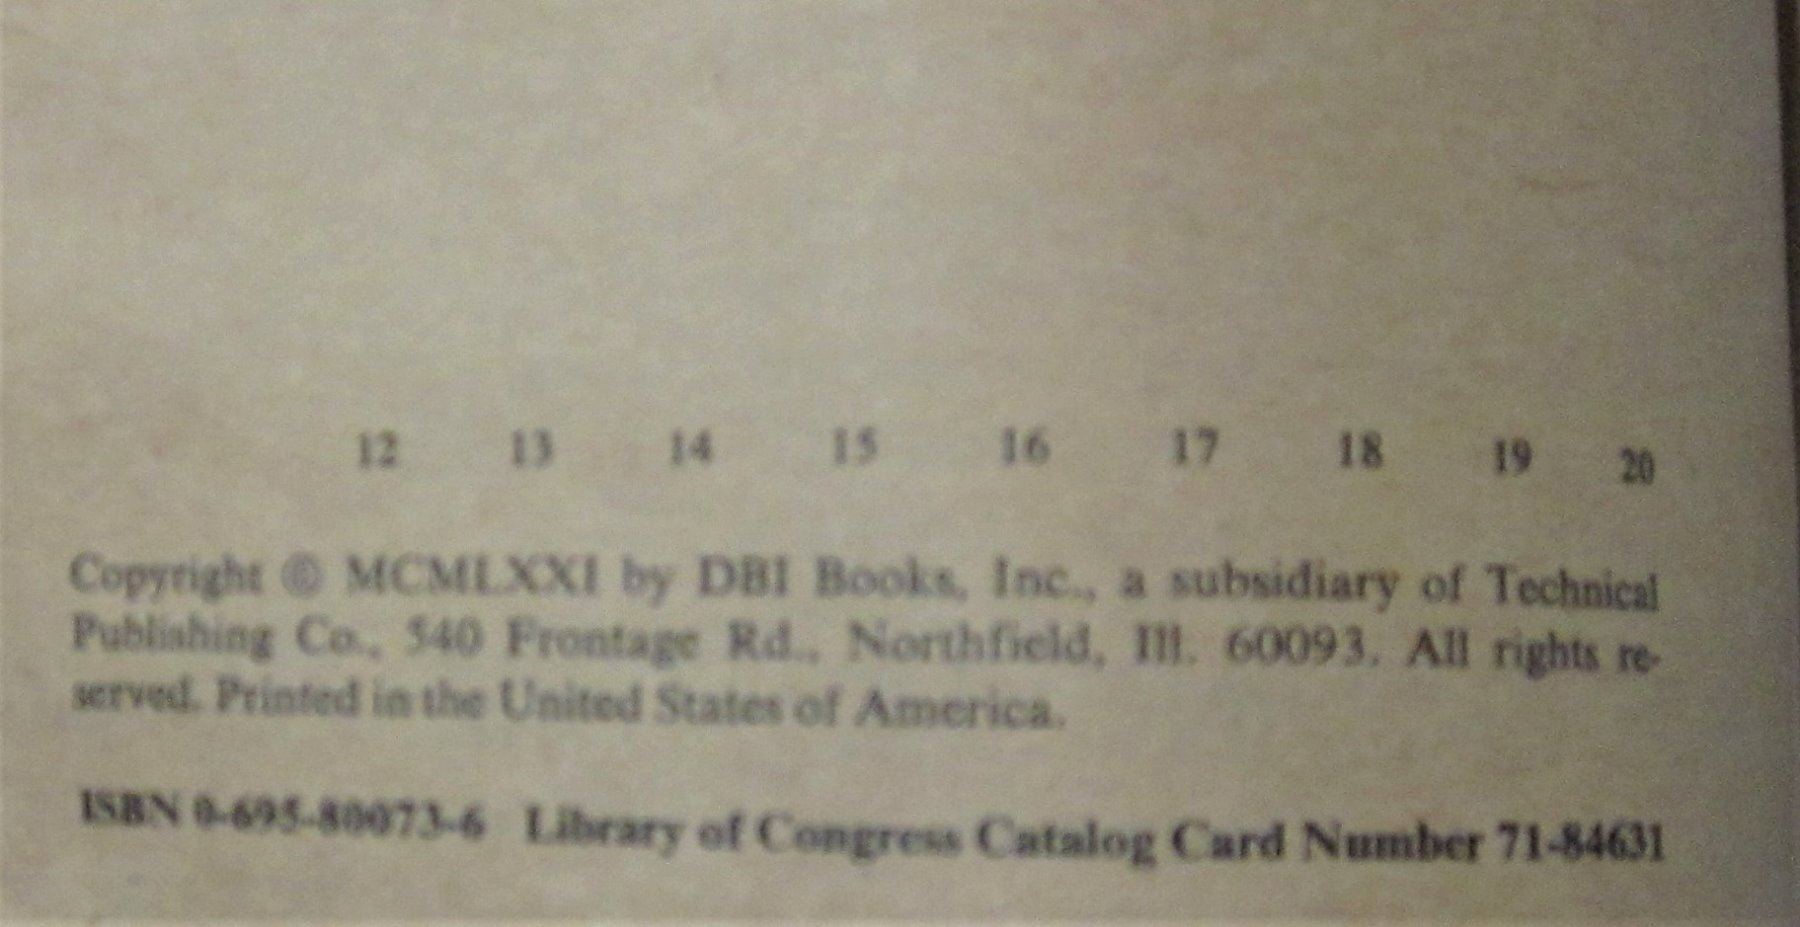 12 13 14 15 16 17 18 19 20
Copyright © MCMLXXI by DBI Books, Inc., a subsidiary of Technical
Publishing Co., 540 Frontage Rd., Northfield, Ill. 60093. All rights re-
served. Printed in the United States of America.
ISBN 0-695-80073-6 Library of Congress Catalog Card Number 71-84631